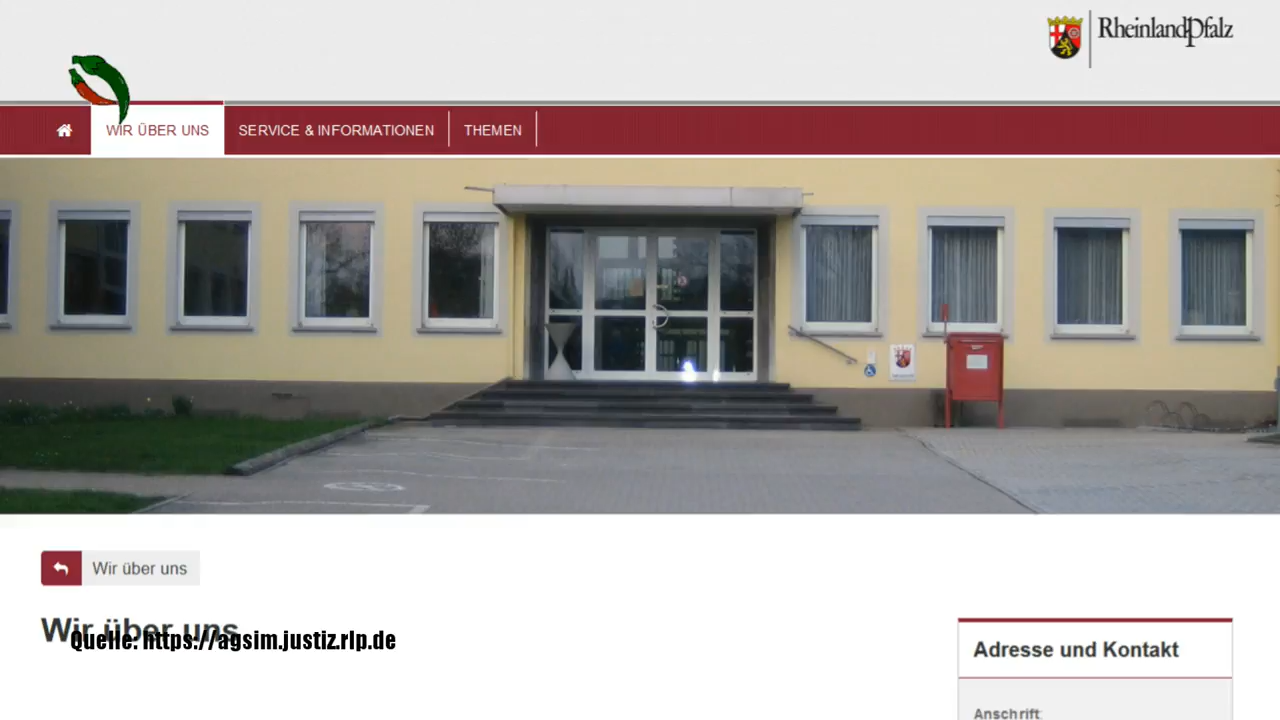 RheinlandPfalz
WIR ÜBER UNS
SERVICE & INFORMATIONEN
THEMEN
Wir über uns
Wir über uns
Quelle: https://agsim.justiz.rlp.de
Adresse und Kontakt
Anschrift: